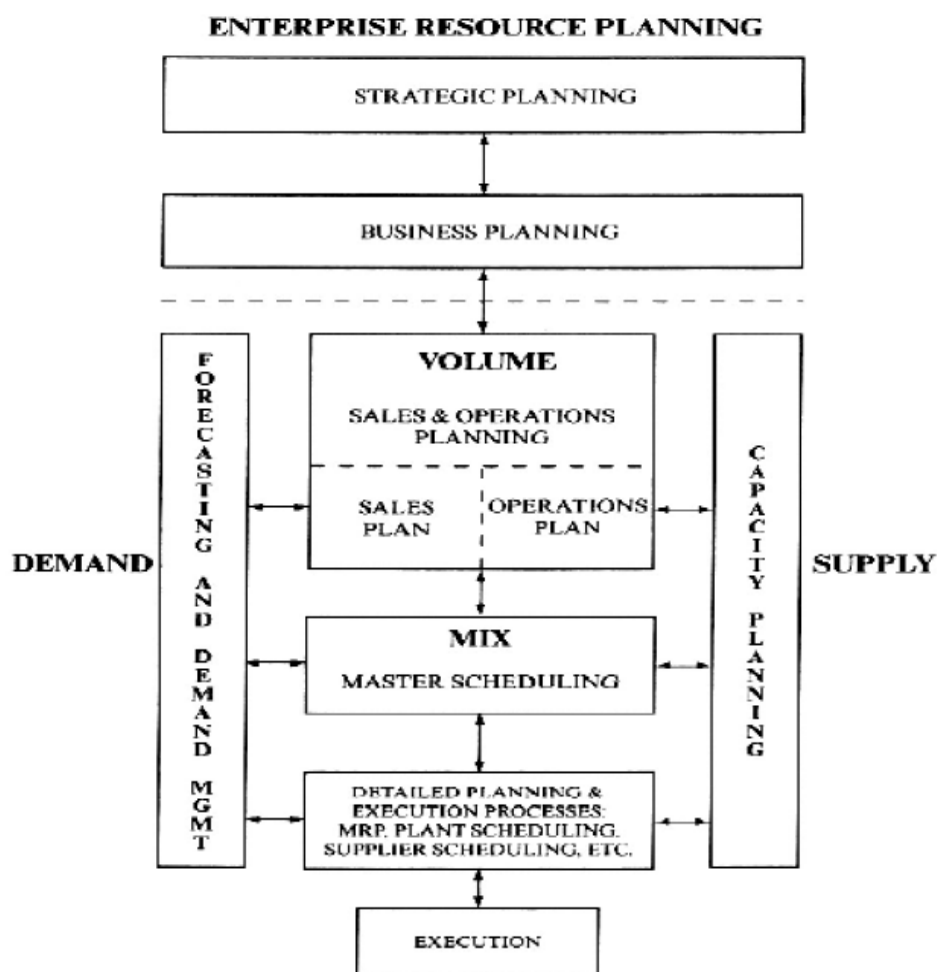 ENTERPRISE RESOURCE PLANNING
STRATEGIC PLANNING
BUSINESS PLANNING
VOLUME
SALES & OPERATIONS
PLANNING
SALES
PLAN
OPERATIONS
PLAN
FORECASTING AND DEMAND MGMT
CAPACITY PLANNING
DEMAND
SUPPLY
MIX
MASTER SCHEDULING
DETAILED PLANNING &
EXECUTION PROCESSES:
MRP, PLANT SCHEDULING,
SUPPLIER SCHEDULING, ETC.
EXECUTION